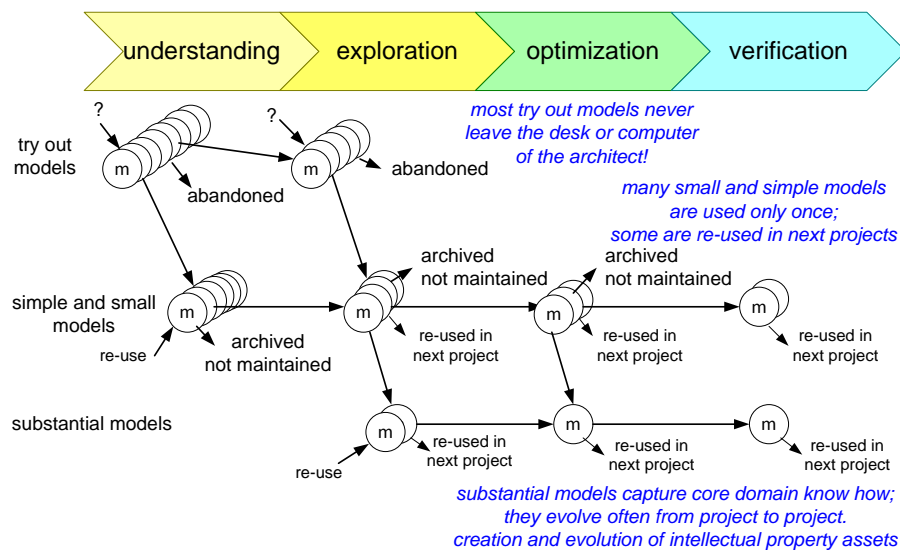 understanding
exploration
optimization
verification
?
?
most try out models never
leave the desk or computer
of the architect!
try out
models
m
m
abandoned
abandoned
many small and simple models
are used only once;
some are re-used in next projects
archived
not maintained
archived
not maintained
simple and small
models
m
m
m
m
re-use
archived
not maintained
re-used in
next project
re-used in
next project
re-used in
next project
substantial models
m
m
m
re-use
re-used in
next project
re-used in
next project
re-used in
next project
substantial models capture core domain know how;
they evolve often from project to project.
creation and evolution of intellectual property assets